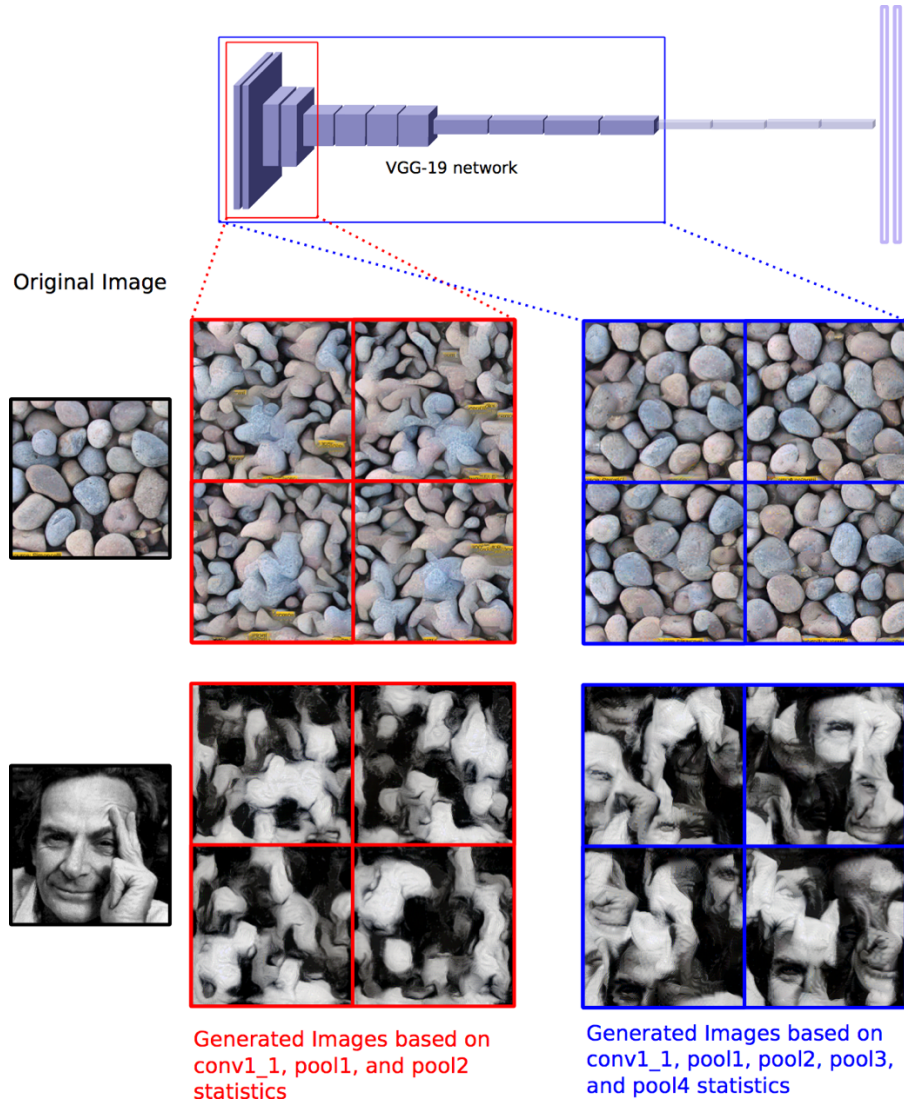 VGG-19 network
Original Image
Generated Images based on
conv1_1, pool1, and pool2
statistics
Generated Images based on
conv1_1, pool1, pool2, pool3,
and pool4 statistics